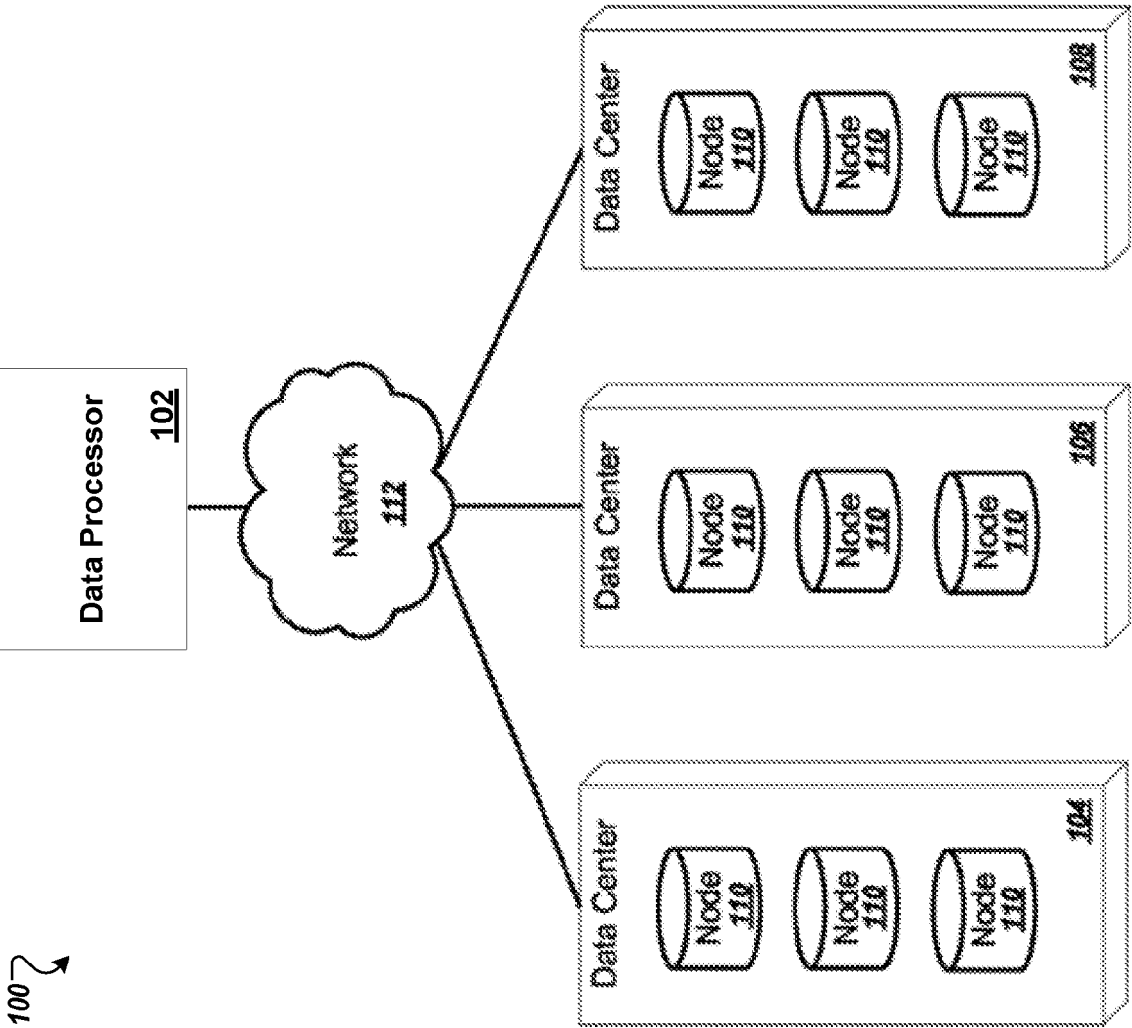 100
Data Processor
102
Network
112
Data Center
Node
110
Node
110
Node
110
104
Data Center
Node
110
Node
110
Node
110
106
Data Center
Node
110
Node
110
Node
110
108